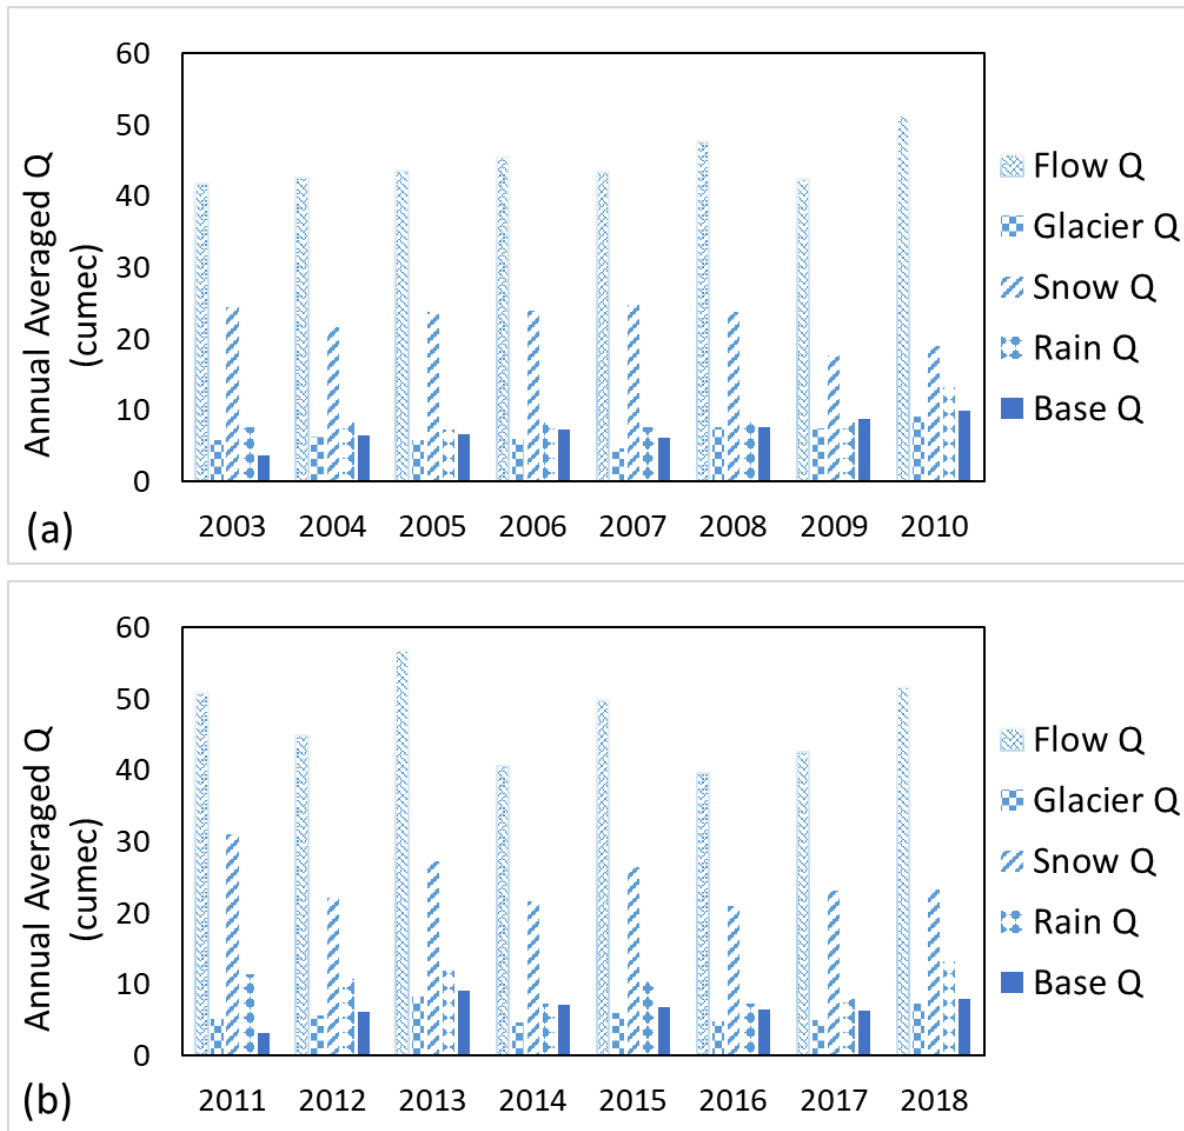 60
50
40
30
20
10
0
Annual Averaged Q
(cumec)
2003 2004 2005 2006 2007 2008 2009 2010
Flow Q
Glacier Q
Snow Q
Rain Q
Base Q
(a)
60
50
40
30
20
10
0
Annual Averaged Q
(cumec)
2011 2012 2013 2014 2015 2016 2017 2018
Flow Q
Glacier Q
Snow Q
Rain Q
Base Q
(b)